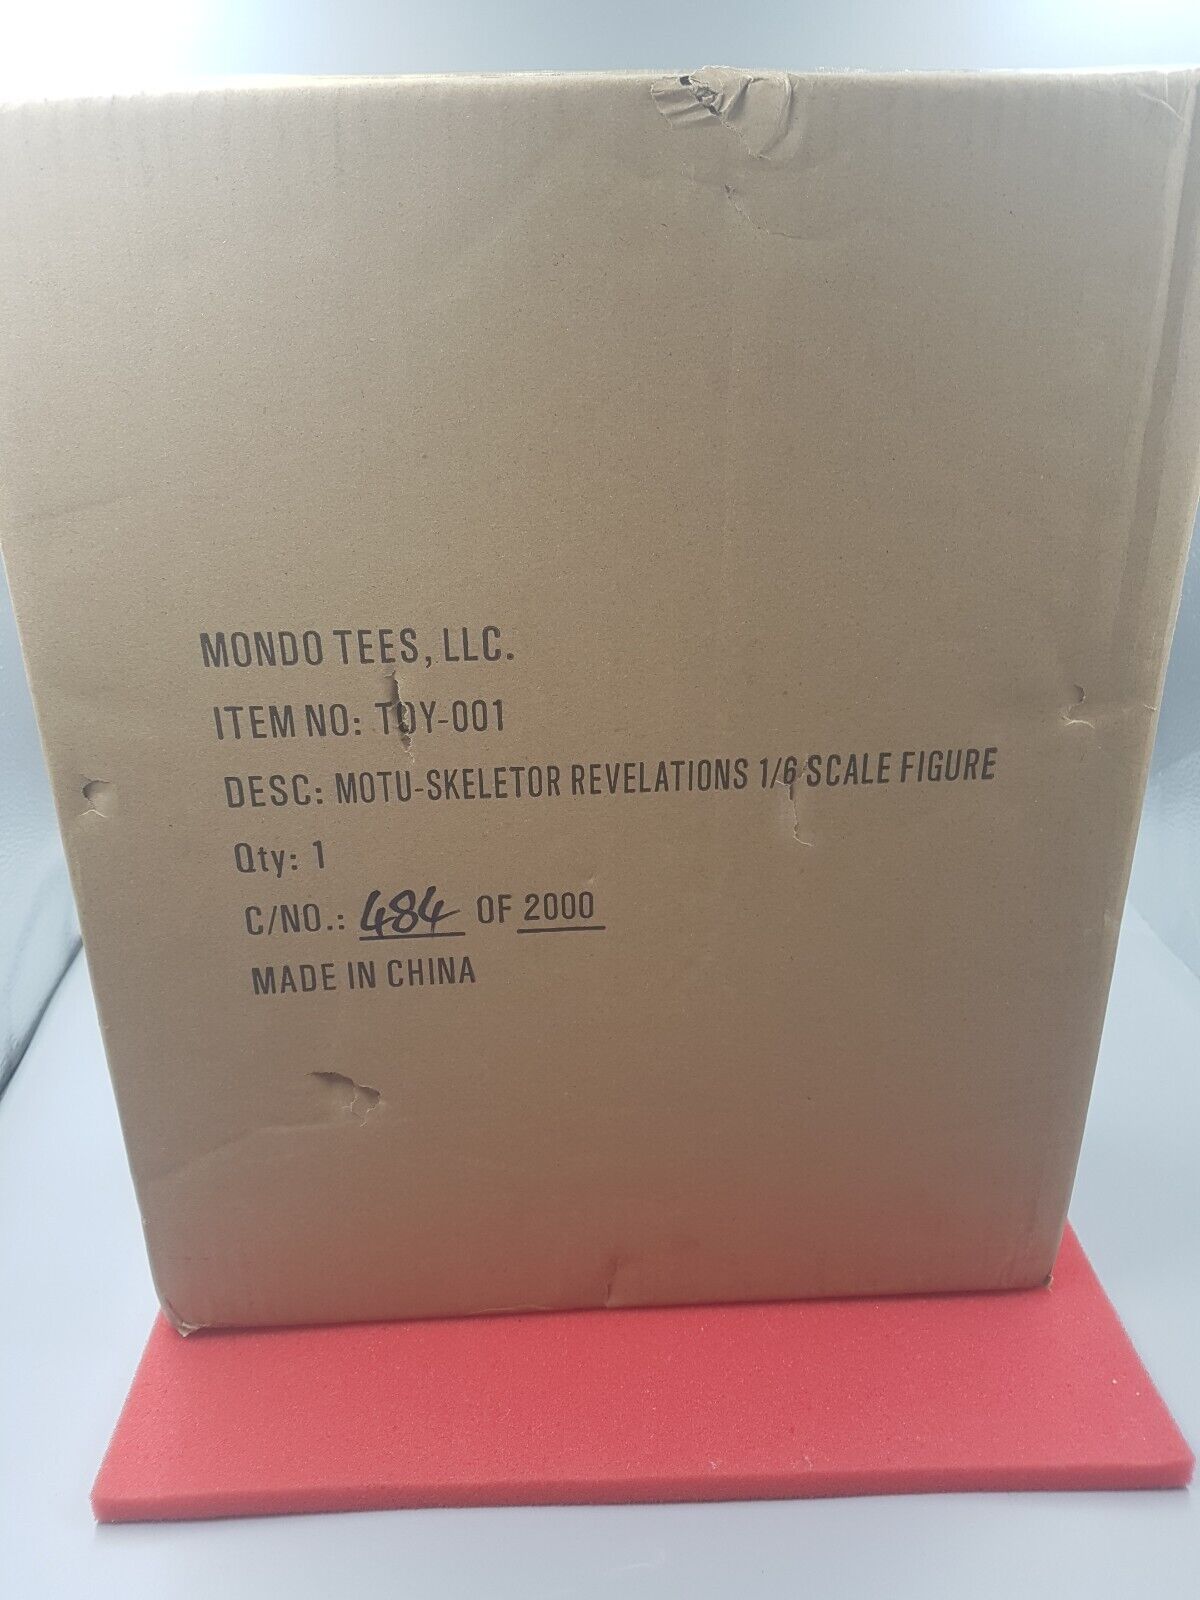 MONDO TEES, LLC.
ITEM NO: TOY-001
DESC: MOTU-SKELETOR REVELATIONS 1/6 SCALE FIGURE
Qty: 1
C/NO.: 484 OF 2000
MADE IN CHINA